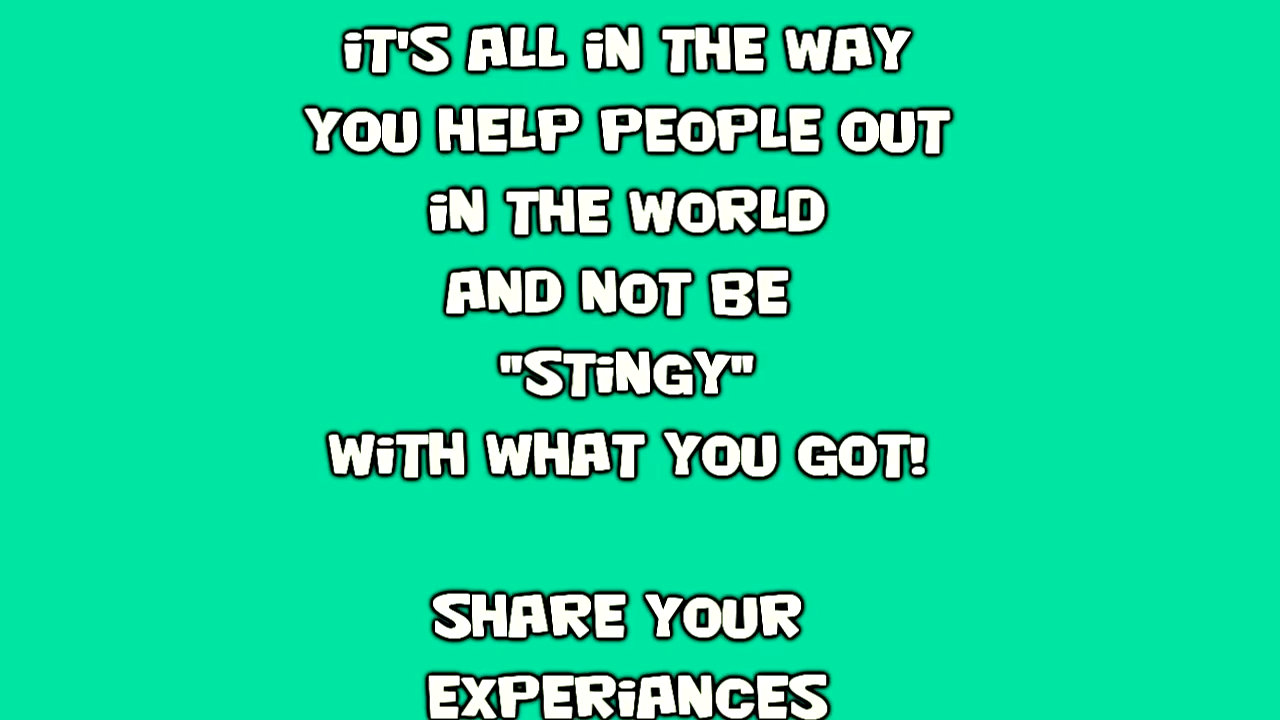 iT'S ALL iN THE WAY
YOU HELP PEOPLE OUT
iN THE WORLD
AND NOT BE
"STiNGY"
WiTH WHAT YOU GOT!
SHARE YOUR
EXPERiANCES